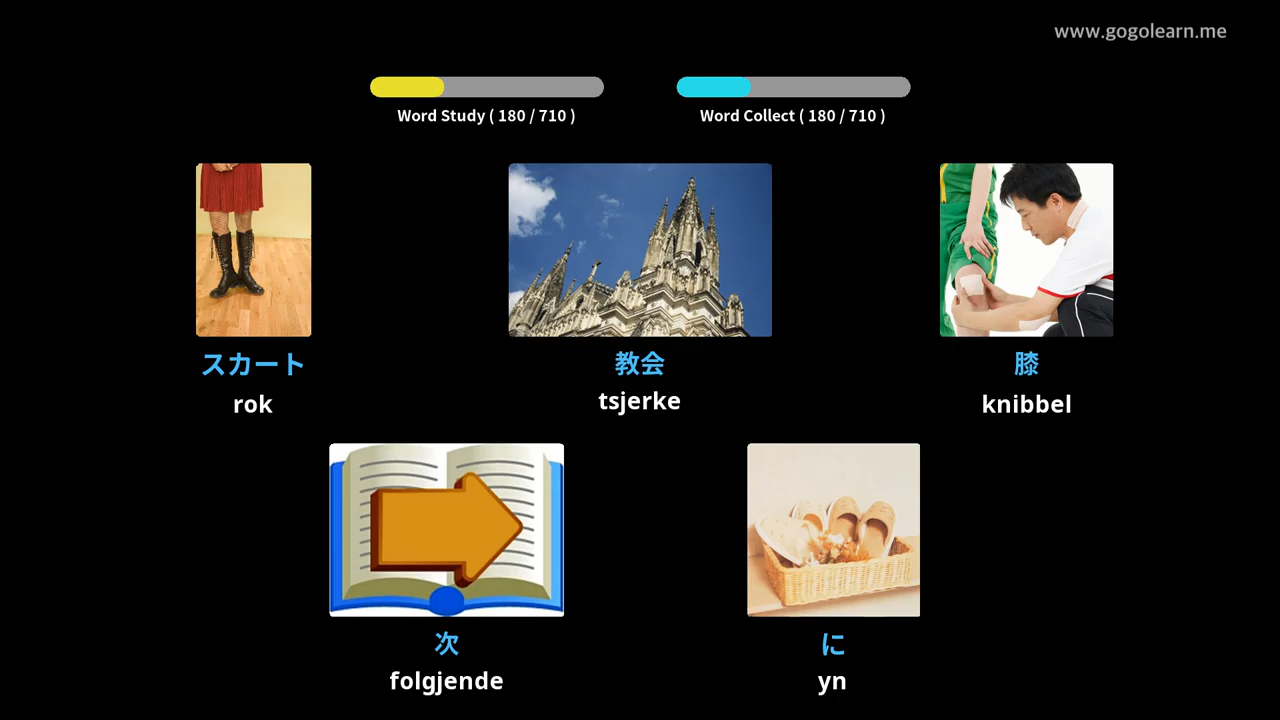 www.gogolearn.me
Word Study ( 180 / 710 )
Word Collect ( 180 / 710 )
スカート
rok
教会
tsjerke
膝
knibbel
次
folgjende
に
yn